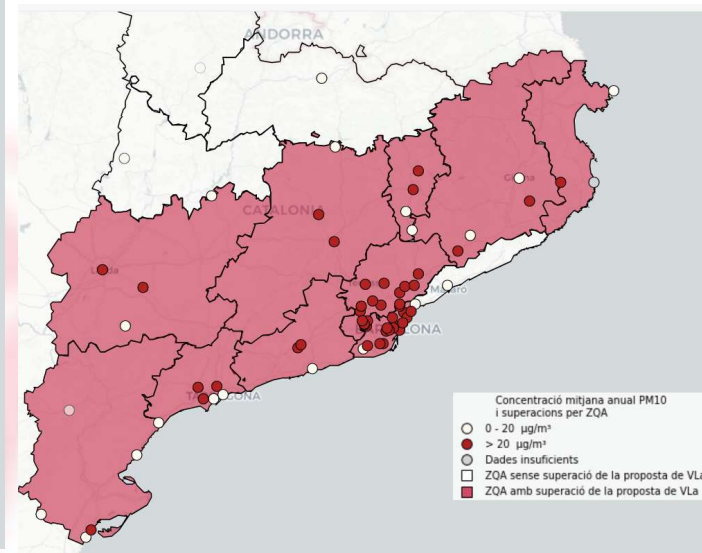 ANDORRA
CATALONIA
Mataró
BARCELONA
TARRAGONA
Concentració mitjana anual PM10
i superacions per ZQA
0 - 20 µg/m³
> 20 µg/m³
Dades insuficients
ZQA sense superació de la proposta de VLa
ZQA amb superació de la proposta de VLa